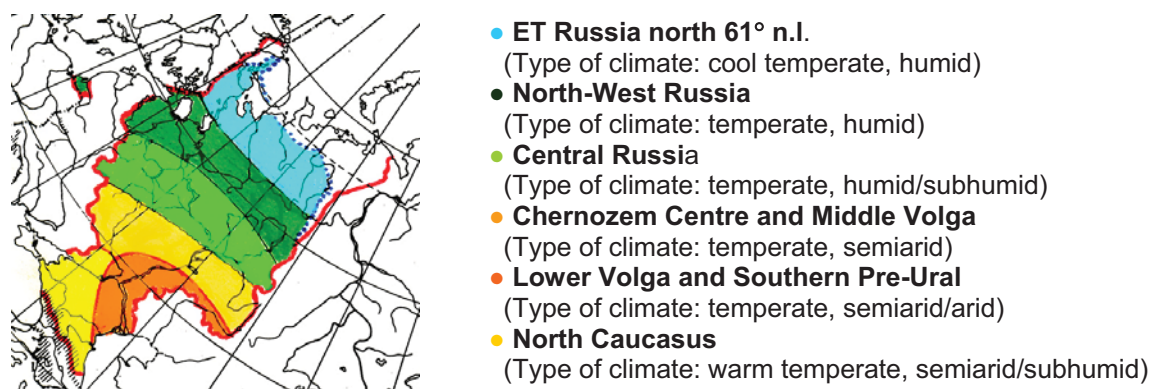 ● ET Russia north 61° n.l.
(Type of climate: cool temperate, humid)
● North-West Russia
(Type of climate: temperate, humid)
● Central Russia
(Type of climate: temperate, humid/subhumid)
● Chernozem Centre and Middle Volga
(Type of climate: temperate, semiarid)
● Lower Volga and Southern Pre-Ural
(Type of climate: temperate, semiarid/arid)
● North Caucasus
(Type of climate: warm temperate, semiarid/subhumid)